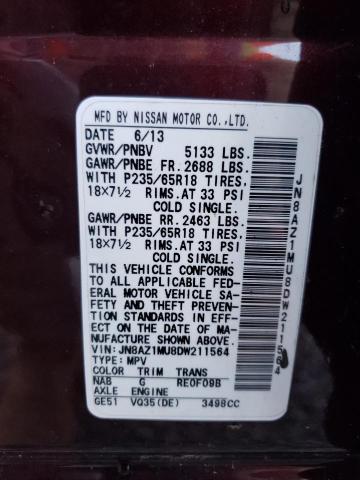 MFD BY NISSAN MOTOR CO.,LTD.
DATE 6/13
GVWR/PNBV 5133 LBS.
GAWR/PNBE FR. 2688 LBS.
WITH P235/65R18 TIRES,
18×7½ RIMS.AT 33 PSI
COLD SINGLE.
GAWR/PNBE RR. 2463 LBS.
WITH P235/65R18 TIRES,
18×7½ RIMS.AT 33 PSI
COLD SINGLE.
THIS VEHICLE CONFORMS
TO ALL APPLICABLE FED-
ERAL MOTOR VEHICLE SA-
FETY AND THEFT PREVEN-
TION STANDARDS IN EFF-
ECT ON THE DATE OF MA-
NUFACTURE SHOWN ABOVE.
VIN: JN8AZ1MU8DW211564
TYPE: MPV
COLOR TRIM TRANS
NAB G RE0F09B
AXLE ENGINE
GE51 VQ35(DE) 3498CC
JN8AZ1MU8DW211564